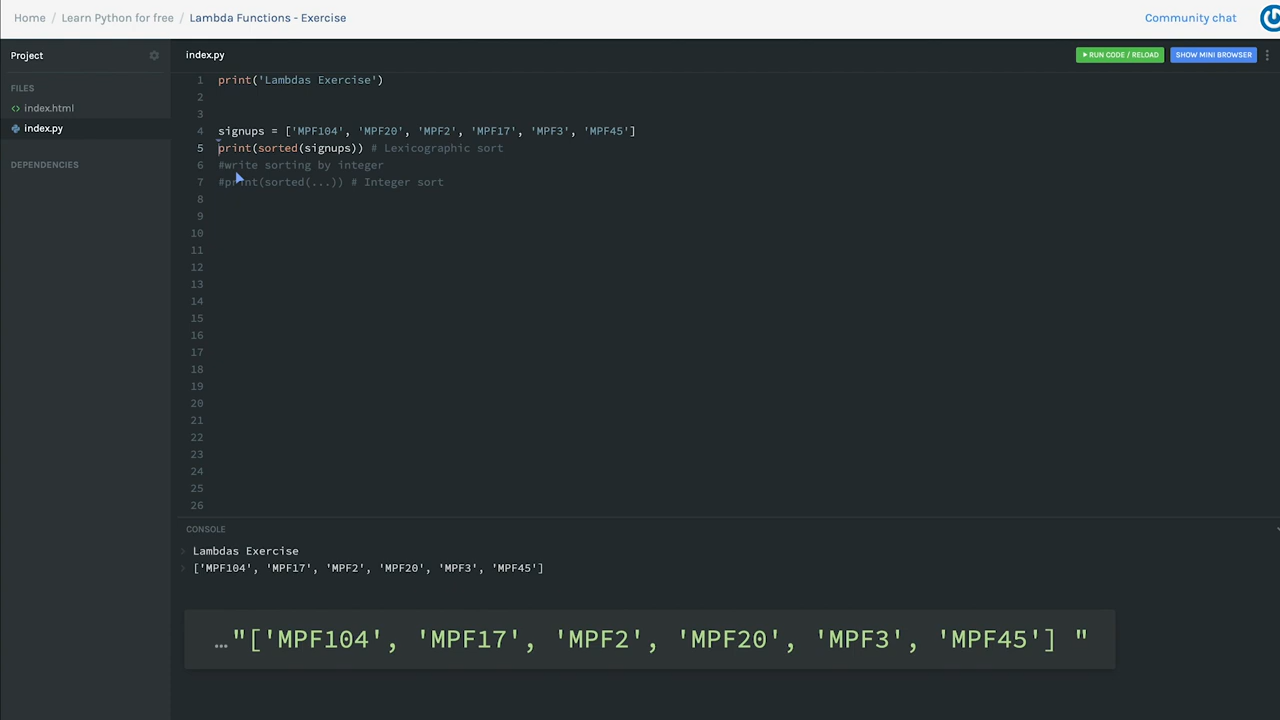 Home / Learn Python for free / Lambda Functions - Exercise
Community chat
Project
index.py
RUN CODE / RELOAD
SHOW MINI BROWSER
FILES
index.html
index.py
DEPENDENCIES
1 print('Lambdas Exercise')
2
3
4 signups = ['MPF104', 'MPF20', 'MPF2', 'MPF17', 'MPF3', 'MPF45']
5 print(sorted(signups)) # Lexicographic sort
6 #write sorting by integer
7 #print(sorted(...)) # Integer sort
8
9
10
11
12
13
14
15
16
17
18
19
20
21
22
23
24
25
26
CONSOLE
Lambdas Exercise
['MPF104', 'MPF17', 'MPF2', 'MPF20', 'MPF3', 'MPF45']
…"['MPF104', 'MPF17', 'MPF2', 'MPF20', 'MPF3', 'MPF45'] "